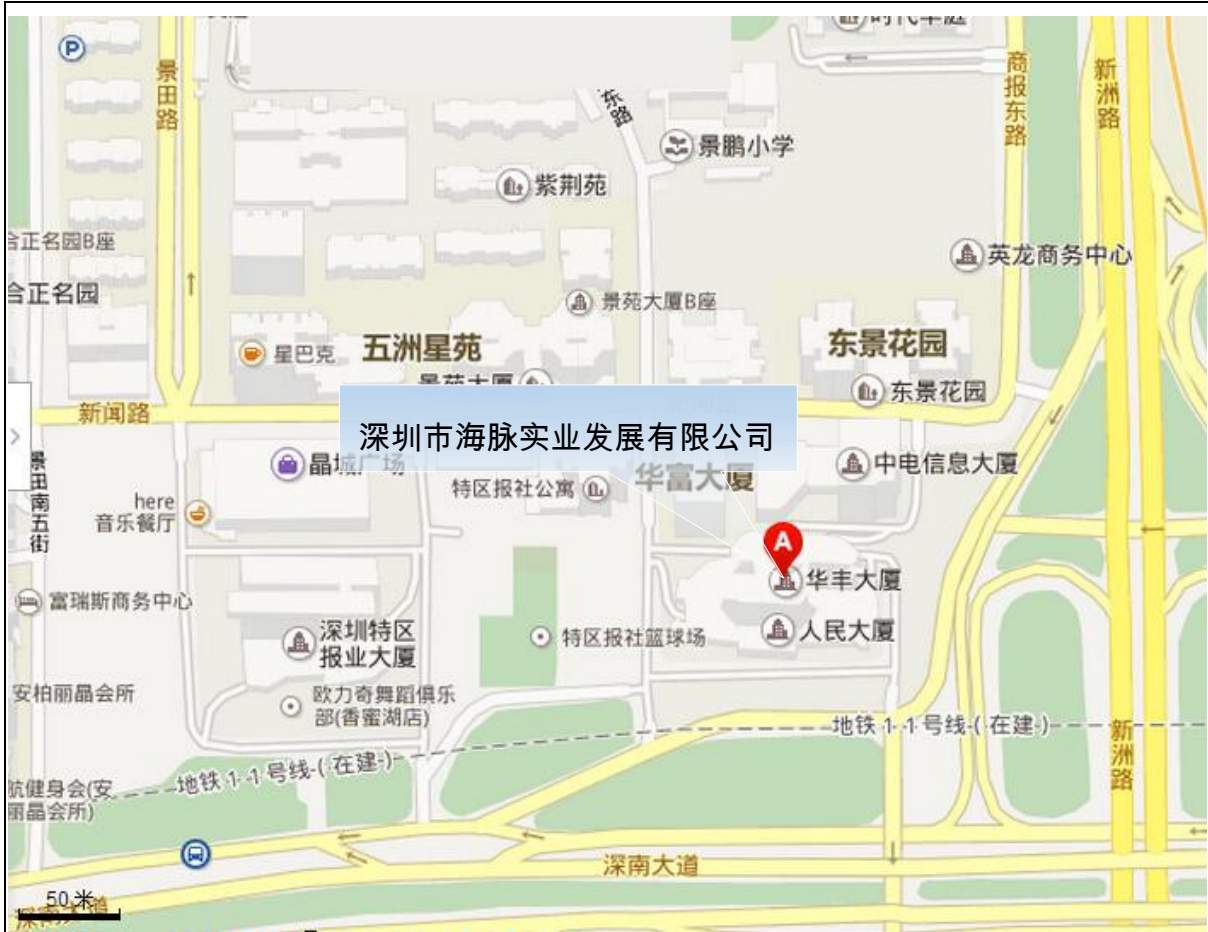 时代华庭
P
景田路
商报东路
新洲路
东路
景鹏小学
紫荆苑
合正名园B座
英龙商务中心
合正名园
景苑大厦B座
星巴克
五洲星苑
东景花园
景苑大厦
东景花园
新闻路
深圳市海脉实业发展有限公司
晶城广场
中电信息大厦
华富大厦
特区报社公寓
景田南五街
here
音乐餐厅
A
华丰大厦
富瑞斯商务中心
深圳特区
报业大厦
特区报社篮球场
人民大厦
安柏丽晶会所
欧力奇舞蹈俱乐
部(香蜜湖店)
地铁11号线(在建)
新洲路
地铁11号线(在建)
航健身会(安
丽晶会所)
深南大道
50米
深南大道